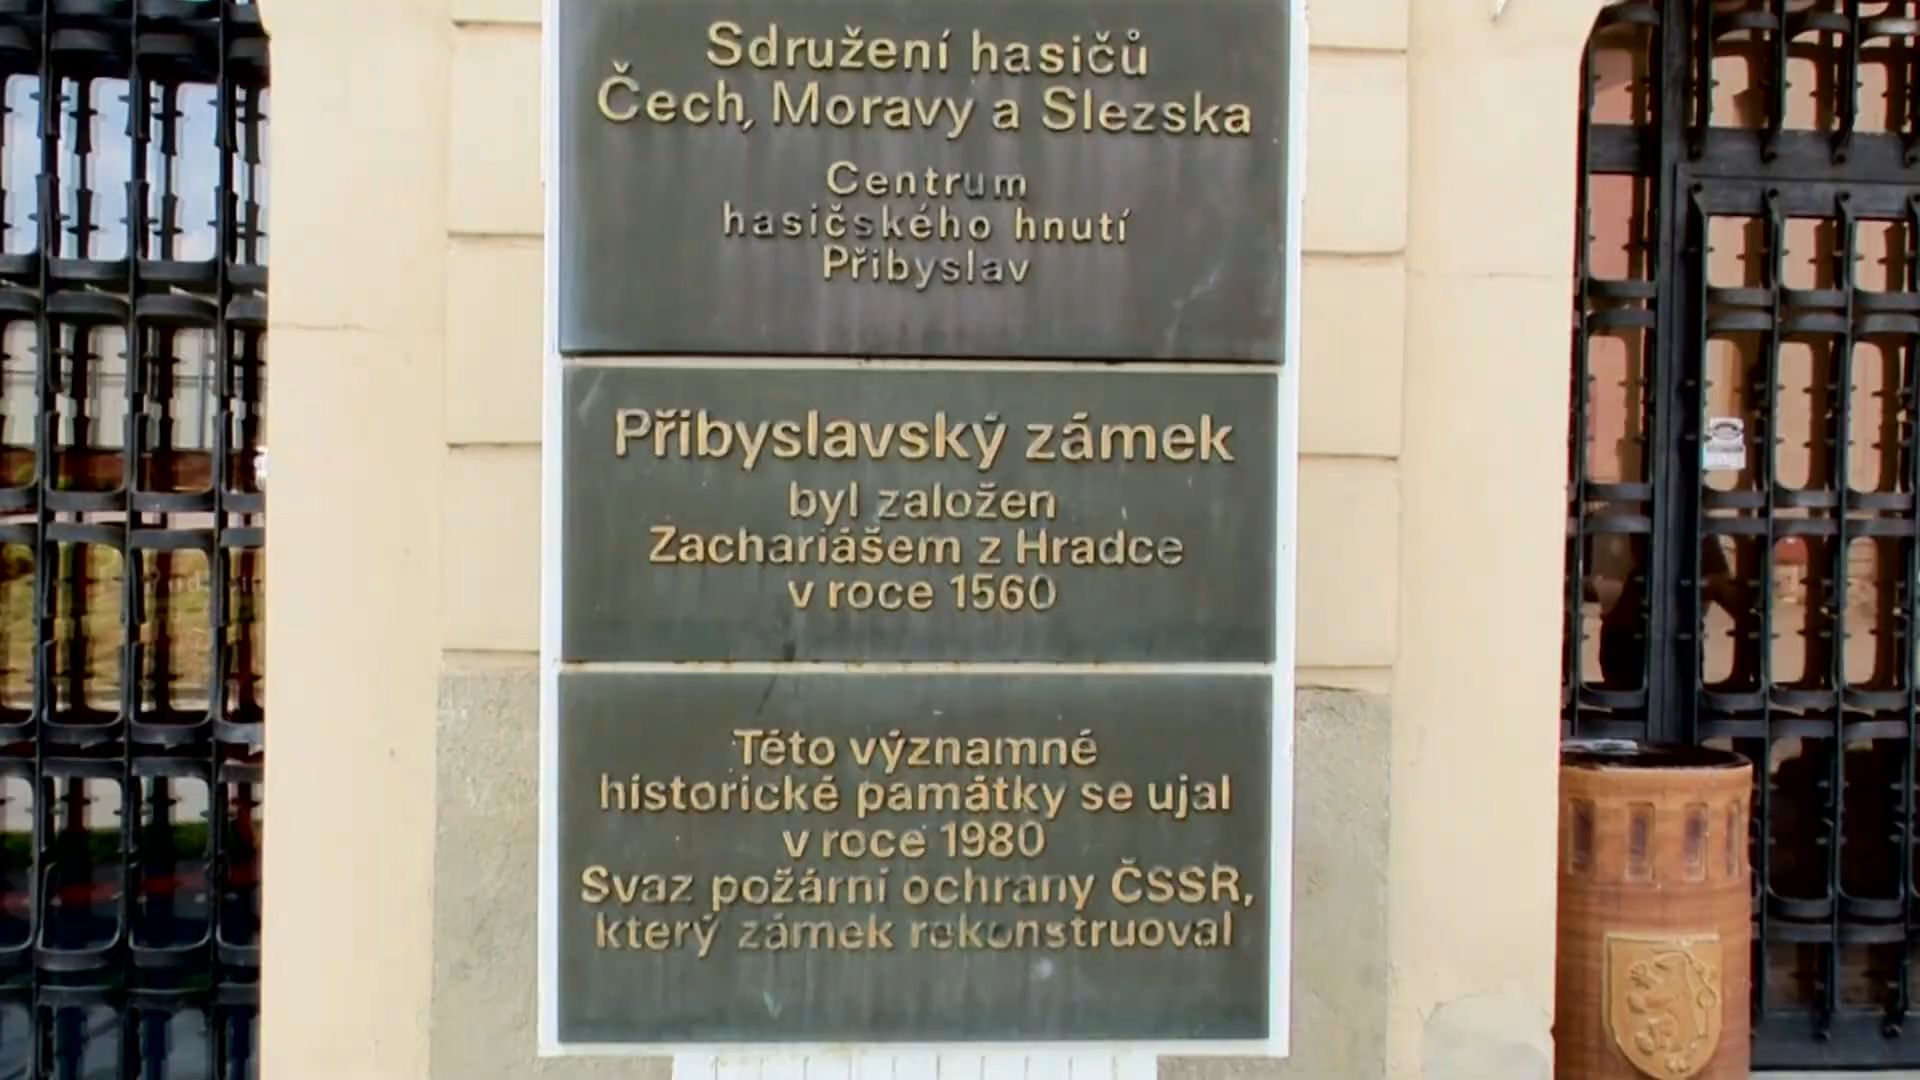 Sdružení hasičů
Čech, Moravy a Slezska
Centrum
hasičského hnutí
Přibyslav
Přibyslavský zámek
byl založen
Zachariášem z Hradce
v roce 1560
Této významné
historické památky se ujal
v roce 1980
Svaz požární ochrany ČSSR,
který zámek rekonstruoval